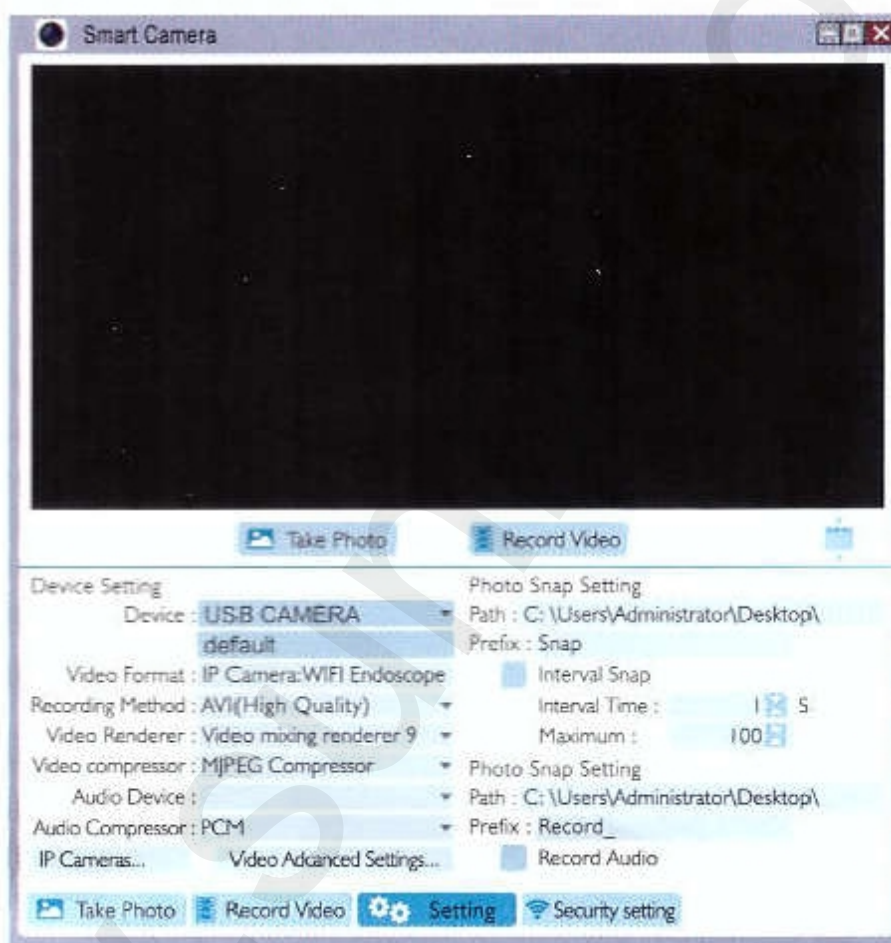 Smart Camera
Take Photo
Record Video
Device Setting
Device : USB CAMERA
default
Video Format : IP Camera:WIFI Endoscope
Recording Method : AVI(High Quality)
Video Renderer : Video mixing renderer 9
Video compressor : MJPEG Compressor
Audio Device :
Audio Compressor : PCM
IP Cameras...
Video Adcanced Settings...
Photo Snap Setting
Path : C: \Users\Administrator\Desktop\
Prefix : Snap
Interval Snap
Interval Time : 1 S
Maximum : 100
Photo Snap Setting
Path : C: \Users\Administrator\Desktop\
Prefix : Record_
Record Audio
Take Photo
Record Video
Setting
Security setting